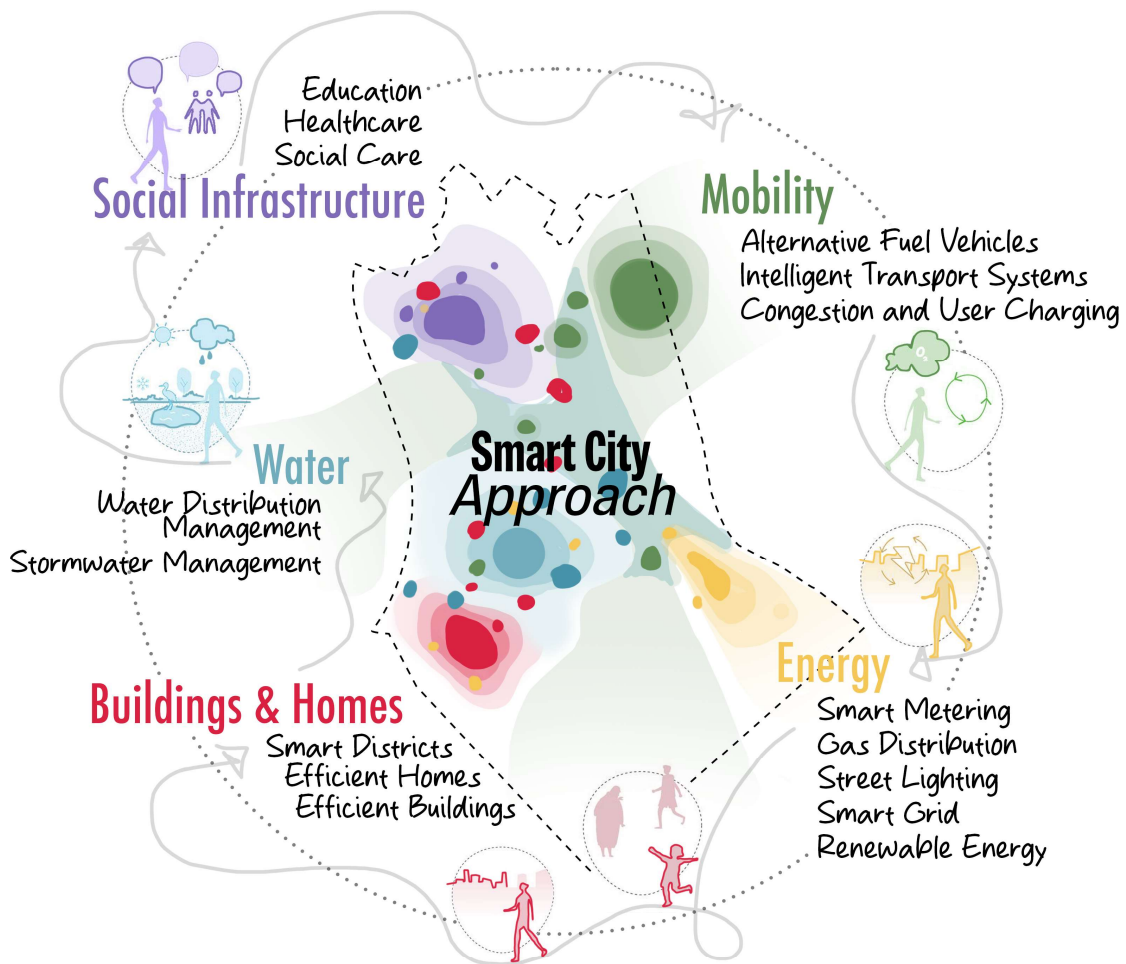 Education
Healthcare
Social Care
Social Infrastructure
Mobility
Alternative Fuel Vehicles
Intelligent Transport Systems
Congestion and User Charging
O₃
Water
Water Distribution
Management
Stormwater Management
Smart City
Approach
Energy
Smart Metering
Gas Distribution
Street Lighting
Smart Grid
Renewable Energy
Buildings & Homes
Smart Districts
Efficient Homes
Efficient Buildings